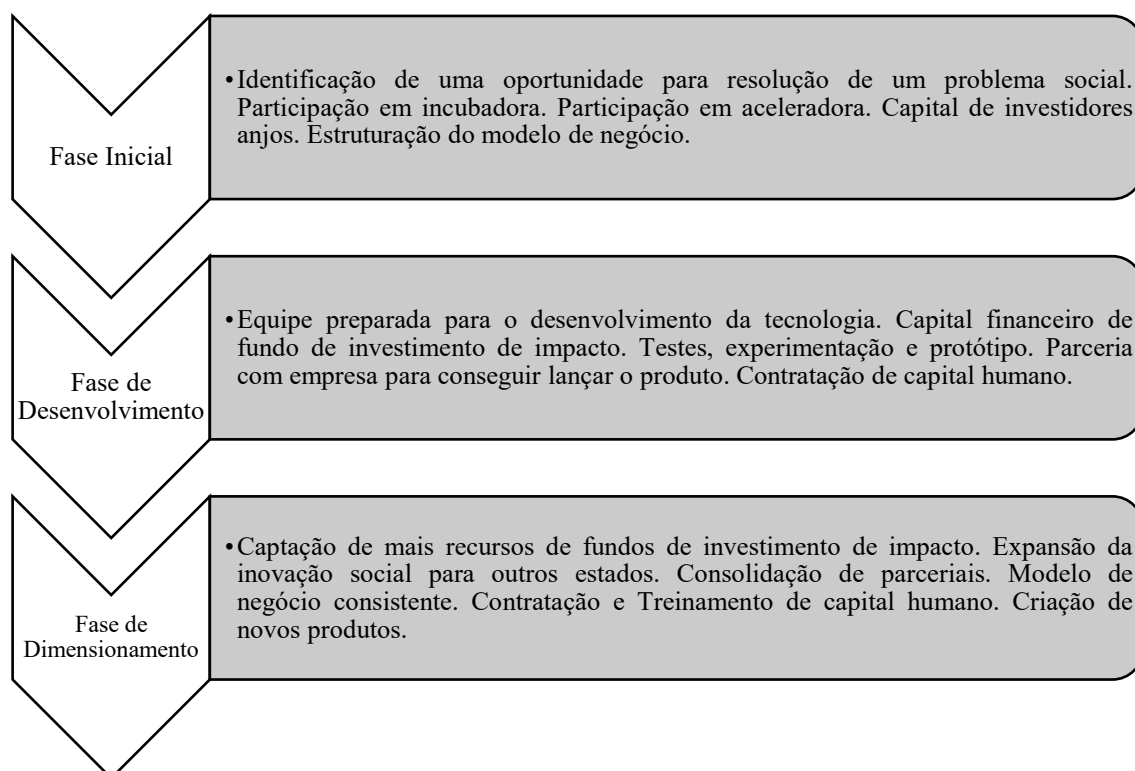 Fase Inicial
•Identificação de uma oportunidade para resolução de um problema social.
Participação em incubadora. Participação em aceleradora. Capital de investidores
anjos. Estruturação do modelo de negócio.
Fase de
Desenvolvimento
•Equipe preparada para o desenvolvimento da tecnologia. Capital financeiro de
fundo de investimento de impacto. Testes, experimentação e protótipo. Parceria
com empresa para conseguir lançar o produto. Contratação de capital humano.
Fase de
Dimensionamento
•Captação de mais recursos de fundos de investimento de impacto. Expansão da
inovação social para outros estados. Consolidação de parceriais. Modelo de
negócio consistente. Contratação e Treinamento de capital humano. Criação de
novos produtos.